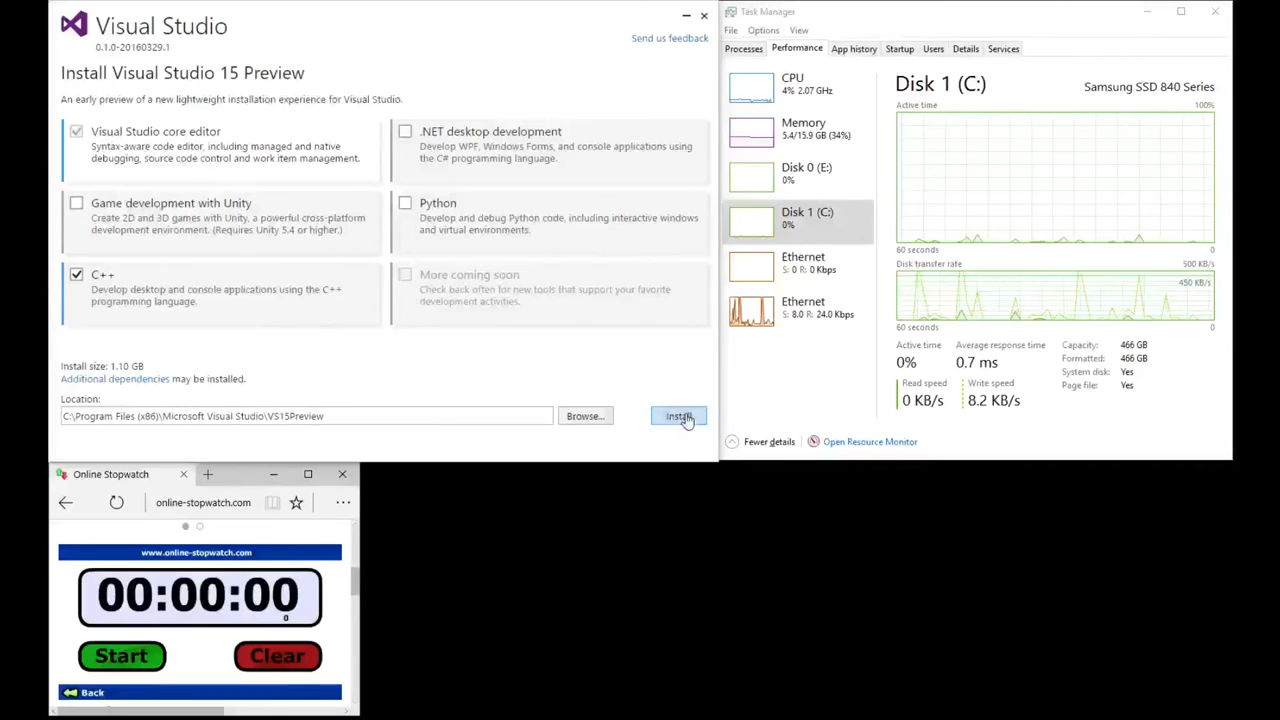 Visual Studio
0.1.0-20160329.1
Send us feedback
Install Visual Studio 15 Preview
An early preview of a new lightweight installation experience for Visual Studio.
Visual Studio core editor
Syntax-aware code editor, including managed and native
debugging, source code control and work item management.
.NET desktop development
Develop WPF, Windows Forms, and console applications using
the C# programming language.
Game development with Unity
Create 2D and 3D games with Unity, a powerful cross-platform
development environment. (Requires Unity 5.4 or higher.)
Python
Develop and debug Python code, including interactive windows
and virtual environments.
C++
Develop desktop and console applications using the C++
programming language.
More coming soon
Check back often for new tools that support your favorite
development activities.
Install size: 1.10 GB
Additional dependencies may be installed.
Location:
C:\Program Files (x86)\Microsoft Visual Studio\VS15Preview
Browse...
Install
Task Manager
File Options View
Processes Performance App history Startup Users Details Services
CPU
4% 2.07 GHz
Memory
5.4/15.9 GB (34%)
Disk 0 (E:)
0%
Disk 1 (C:)
0%
Ethernet
S: 0 R: 0 Kbps
Ethernet
S: 8.0 R: 24.0 Kbps
Disk 1 (C:)
Samsung SSD 840 Series
Active time 100%
60 seconds 0
Disk transfer rate 500 KB/s
450 KB/s
60 seconds 0
Active time
0%
Average response time
0.7 ms
Read speed
0 KB/s
Write speed
8.2 KB/s
Capacity: 466 GB
Formatted: 466 GB
System disk: Yes
Page file: Yes
Fewer details
Open Resource Monitor
Online Stopwatch
online-stopwatch.com
www.online-stopwatch.com
00:00:00
0
Start
Clear
Back